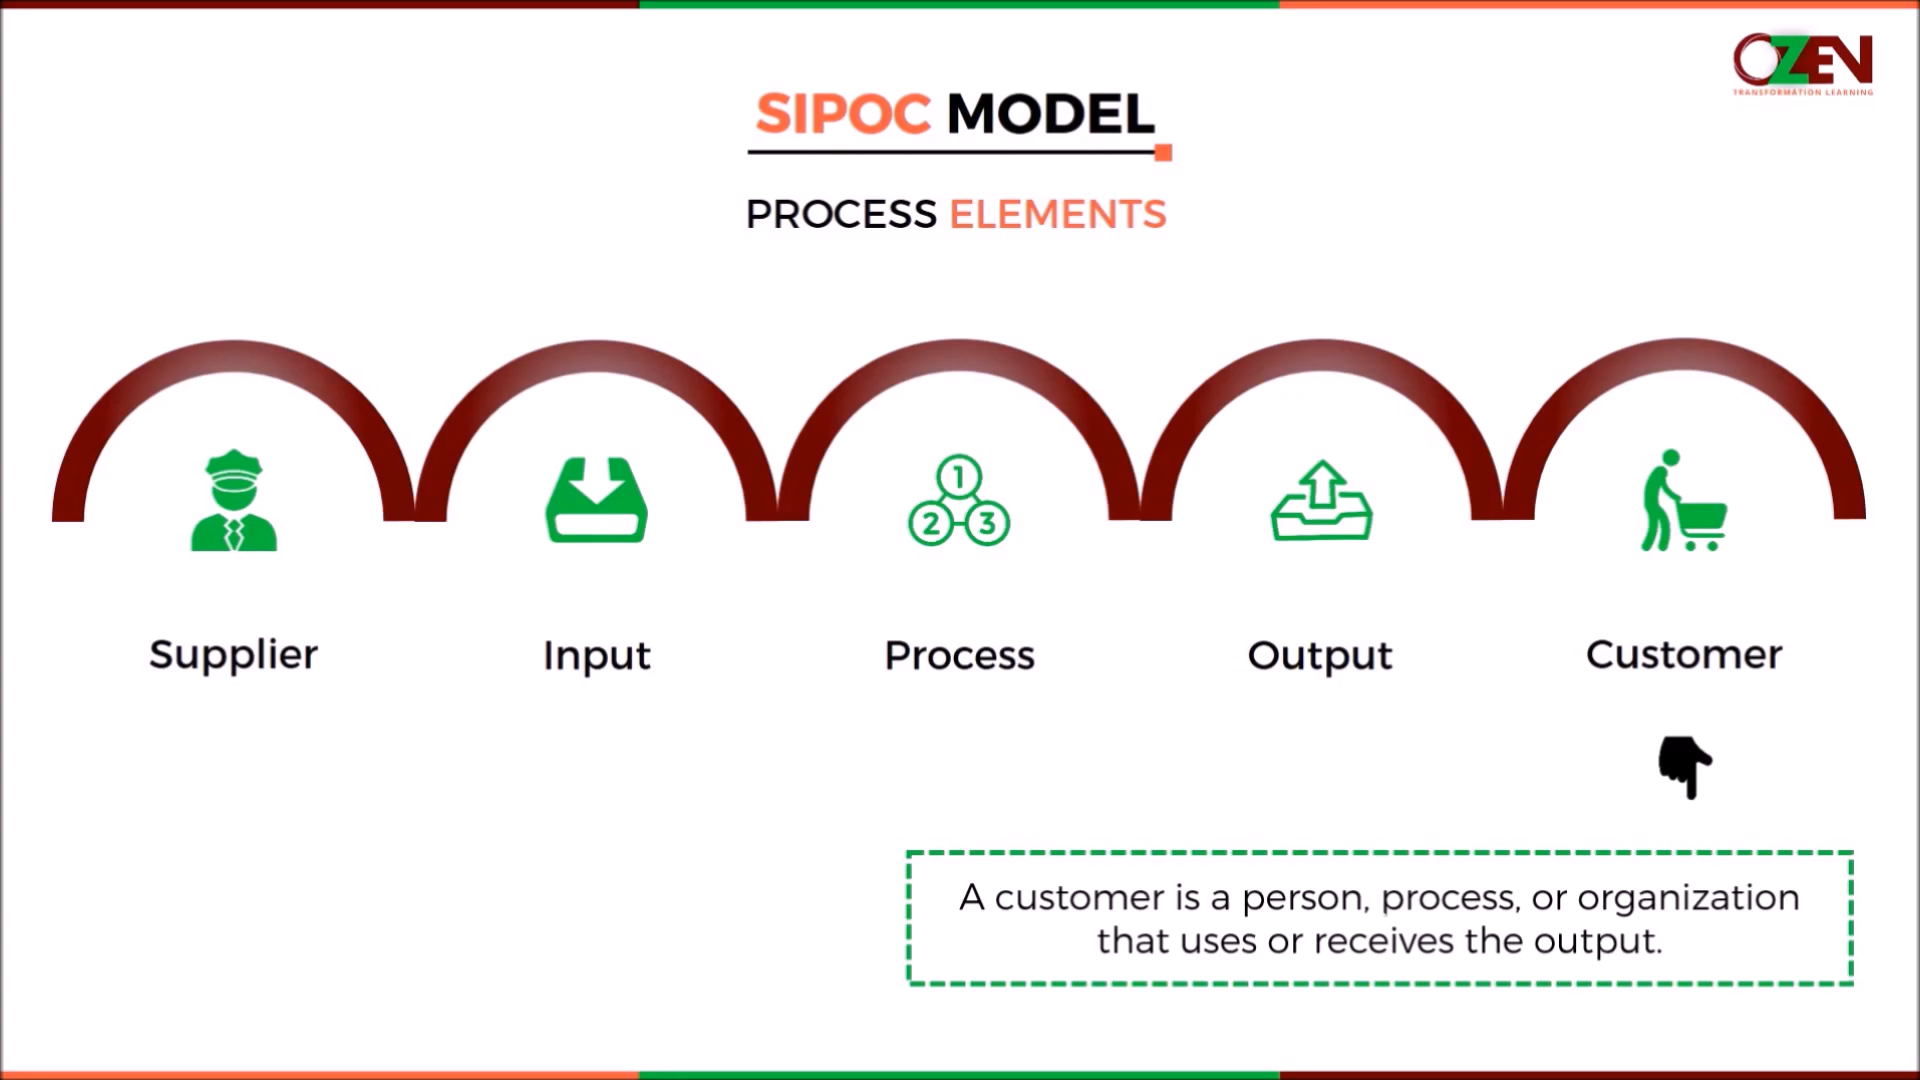 OZEN
TRANSFORMATION LEARNING
SIPOC MODEL
PROCESS ELEMENTS
1
2 3
Supplier Input Process Output Customer
A customer is a person, process, or organization
that uses or receives the output.